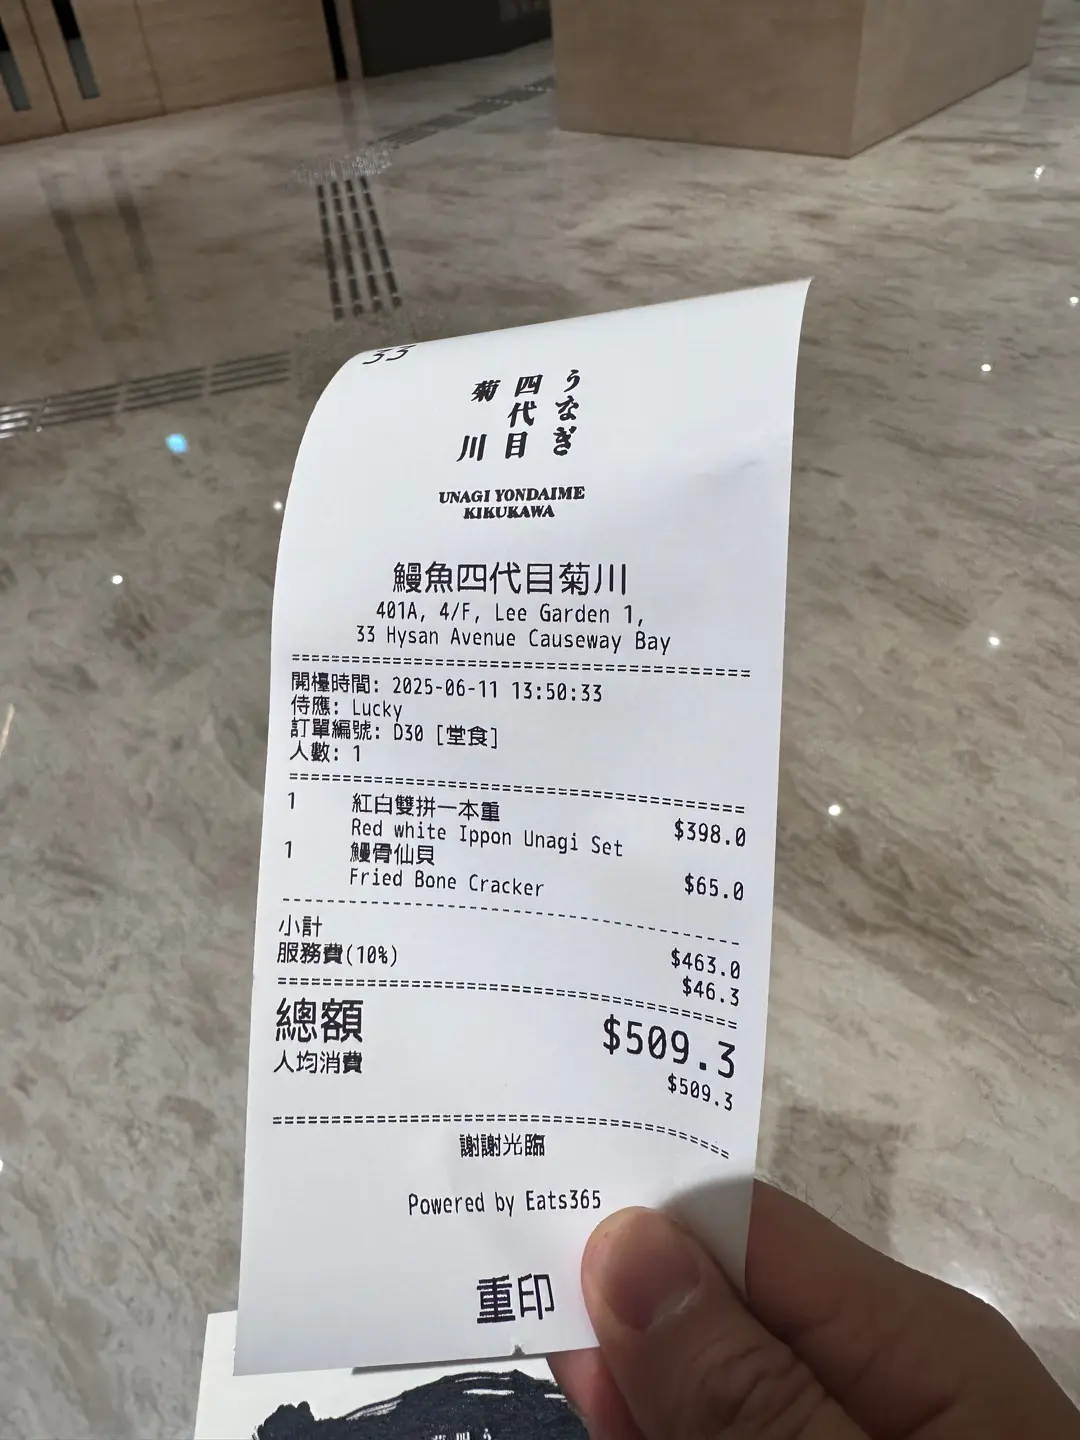 33
うなぎ
四代目
菊川
UNAGI YONDAIME
KIKUKAWA
鰻魚四代目菊川
401A, 4/F, Lee Garden 1,
33 Hysan Avenue Causeway Bay
開檯時間: 2025-06-11 13:50:33
侍應: Lucky
訂單編號: D30 [堂食]
人數: 1
1 紅白雙拼一本重 $398.0
Red white Ippon Unagi Set
1 鰻骨仙貝 $65.0
Fried Bone Cracker
小計 $463.0
服務費(10%) $46.3
總額 $509.3
人均消費 $509.3
謝謝光臨
Powered by Eats365
重印